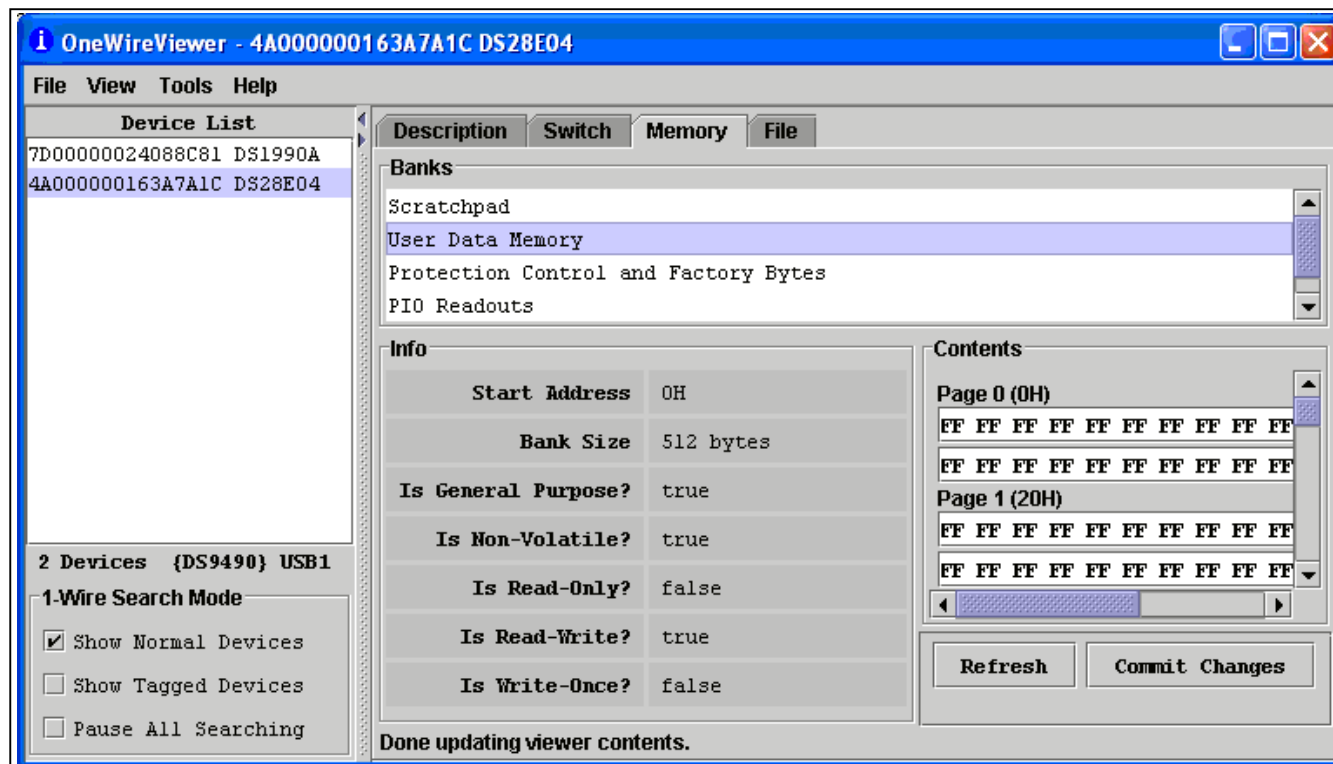 OneWireViewer - 4A000000163A7A1C DS28E04
File View Tools Help
Device List
7D00000024088C81 DS1990A
4A000000163A7A1C DS28E04
2 Devices {DS9490} USB1
1-Wire Search Mode
Show Normal Devices
Show Tagged Devices
Pause All Searching
Description Switch Memory File
Banks
Scratchpad
User Data Memory
Protection Control and Factory Bytes
PIO Readouts
Info
Start Address 0H
Bank Size 512 bytes
Is General Purpose? true
Is Non-Volatile? true
Is Read-Only? false
Is Read-Write? true
Is Write-Once? false
Contents
Page 0 (0H)
FF FF FF FF FF FF FF FF FF FF
FF FF FF FF FF FF FF FF FF FF
Page 1 (20H)
FF FF FF FF FF FF FF FF FF FF
FF FF FF FF FF FF FF FF FF FF
Refresh Commit Changes
Done updating viewer contents.